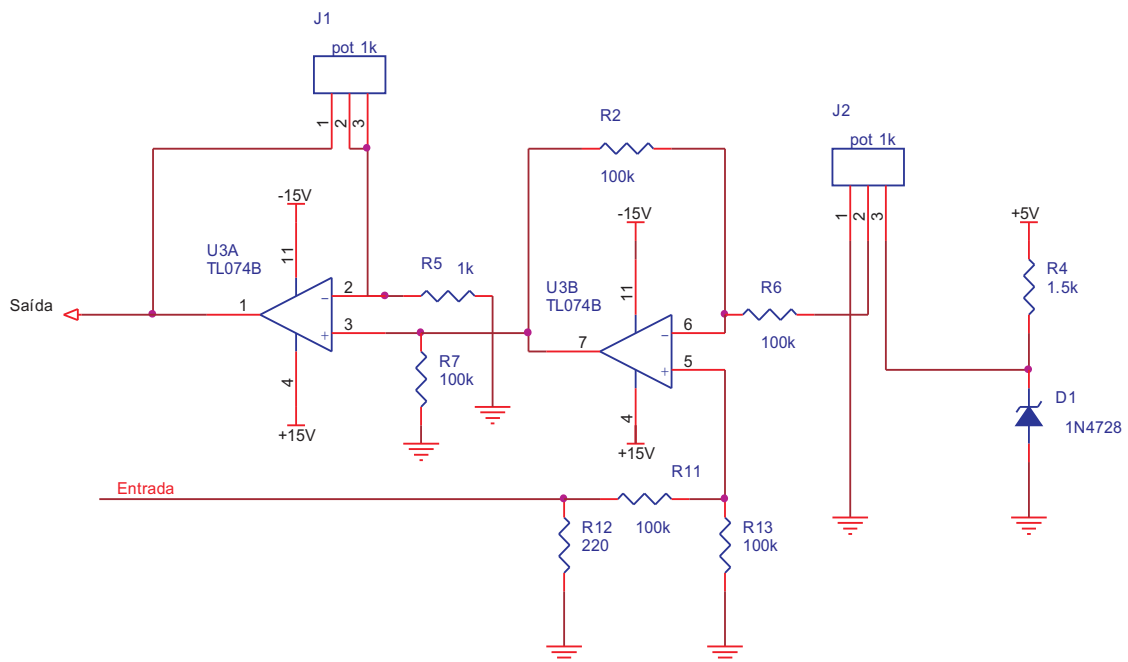 J1
pot 1k
1
2
3
R2
100k
J2
pot 1k
1
2
3
-15V
11
U3A
TL074B
2
−
3
+
1
4
+15V
Saída
R5
1k
R7
100k
-15V
11
U3B
TL074B
6
−
5
+
7
4
+15V
R6
100k
+5V
R4
1.5k
D1
1N4728
Entrada
R11
100k
R12
220
R13
100k